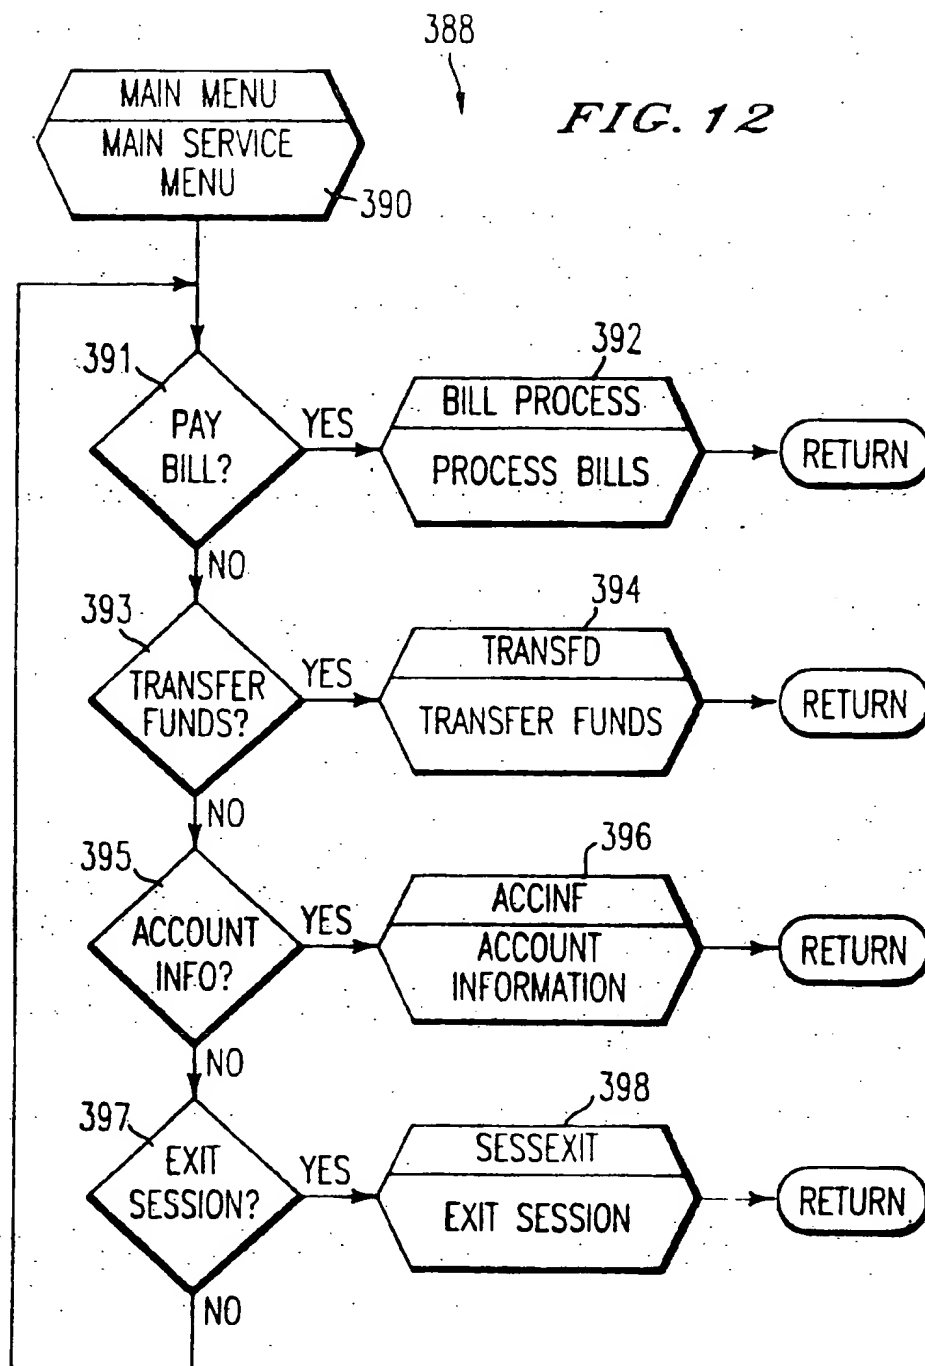 388
FIG. 12
MAIN MENU
MAIN SERVICE
MENU
390
391
PAY
BILL?
YES
392
BILL PROCESS
PROCESS BILLS
RETURN
NO
393
TRANSFER
FUNDS?
YES
394
TRANSFD
TRANSFER FUNDS
RETURN
NO
395
ACCOUNT
INFO?
YES
396
ACCINF
ACCOUNT
INFORMATION
RETURN
NO
397
EXIT
SESSION?
YES
398
SESSEXIT
EXIT SESSION
RETURN
NO